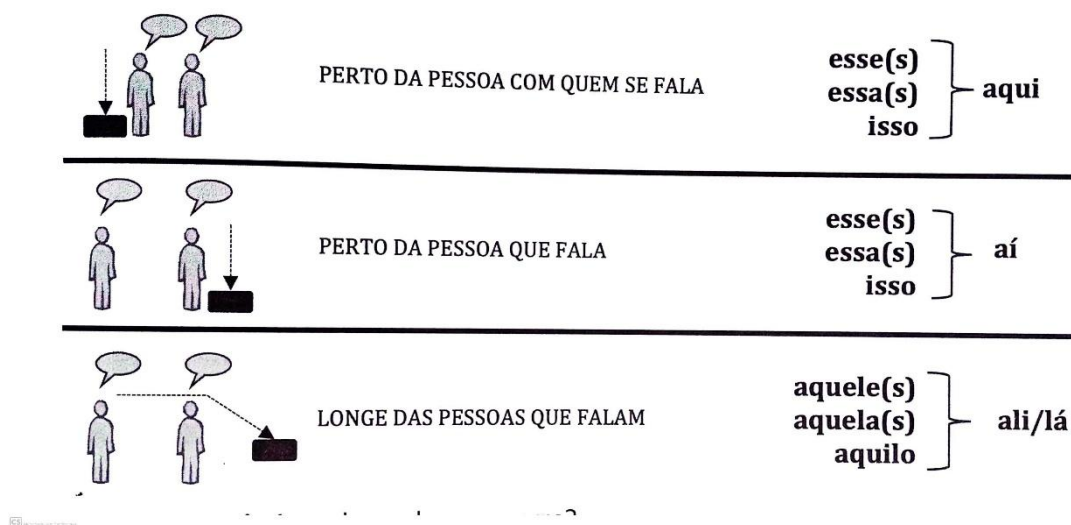 PERTO DA PESSOA COM QUEM SE FALA
esse(s)
essa(s)
isso
aqui
PERTO DA PESSOA QUE FALA
esse(s)
essa(s)
isso
aí
LONGE DAS PESSOAS QUE FALAM
aquele(s)
aquela(s)
aquilo
ali/lá
CS